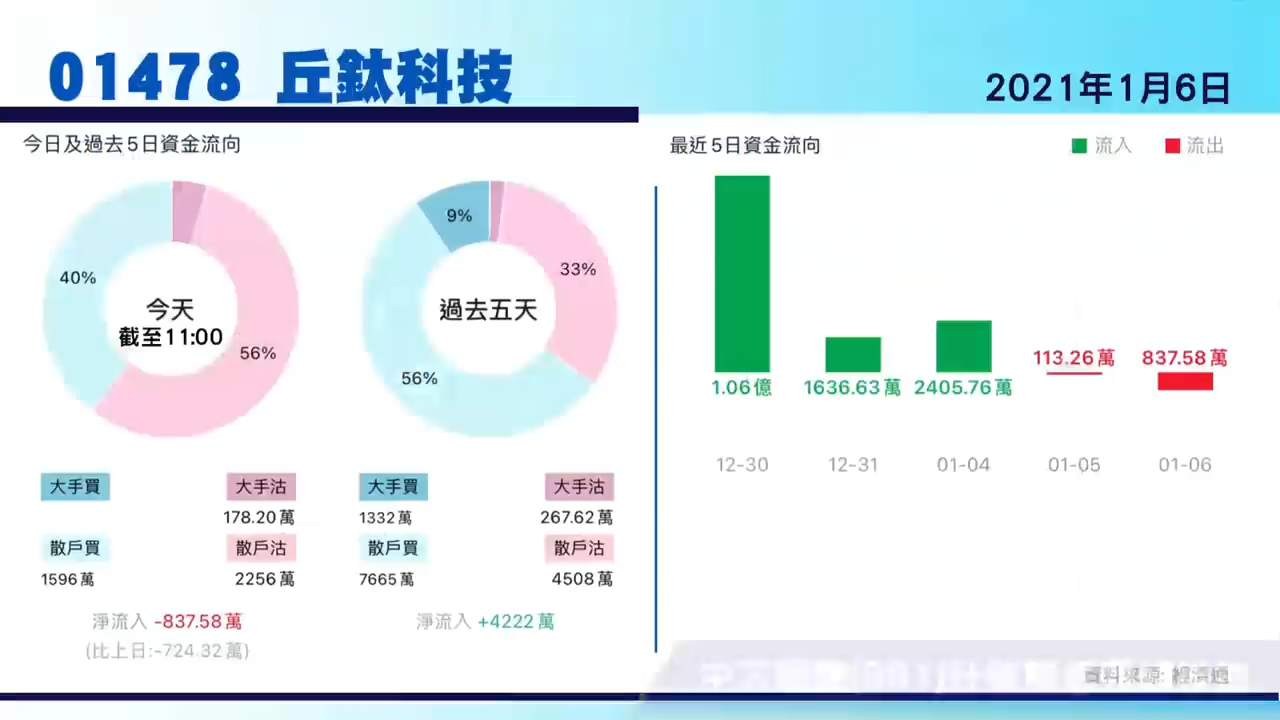 01478 丘鈦科技
2021年1月6日
今日及過去5日資金流向
40%
56%
今天
截至11:00
9%
33%
56%
過去五天
大手買
大手沽
178.20萬
散戶買
散戶沽
1596萬
2256萬
淨流入 -837.58萬
(比上日:-724.32萬)
大手買
大手沽
1332萬
267.62萬
散戶買
散戶沽
7665萬
4508萬
淨流入 +4222萬
最近5日資金流向
流入
流出
1.06億
1636.63萬
2405.76萬
113.26萬
837.58萬
12-30
12-31
01-04
01-05
01-06
資料來源: 經濟通